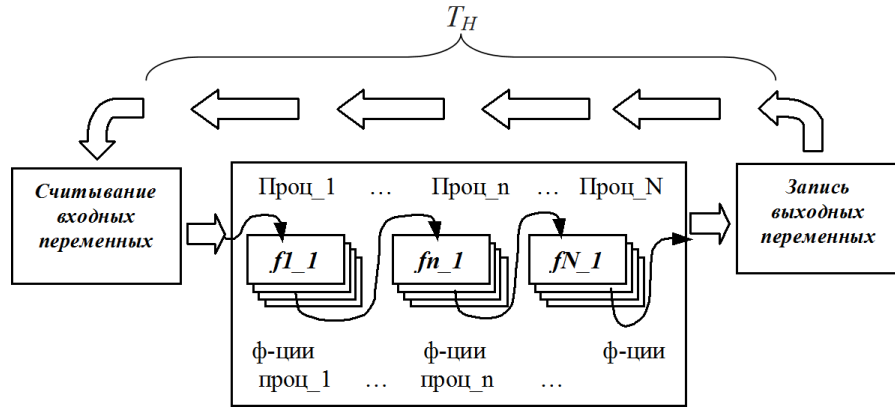 T_H
Считывание
входных
переменных
Проц_1 … Проц_n … Проц_N
f1_1 fn_1 fN_1
ф-ции ф-ции ф-ции
проц_1 … проц_n …
Запись
выходных
переменных